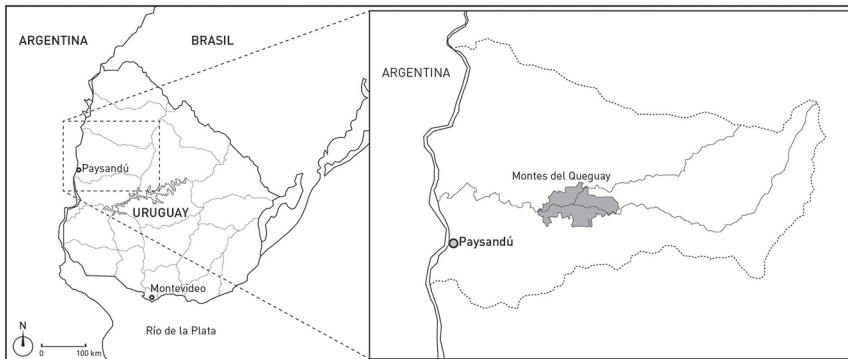 ARGENTINA
BRASIL
Paysandú
URUGUAY
Montevideo
Río de la Plata
N
0 100 km
ARGENTINA
Montes del Queguay
Paysandú